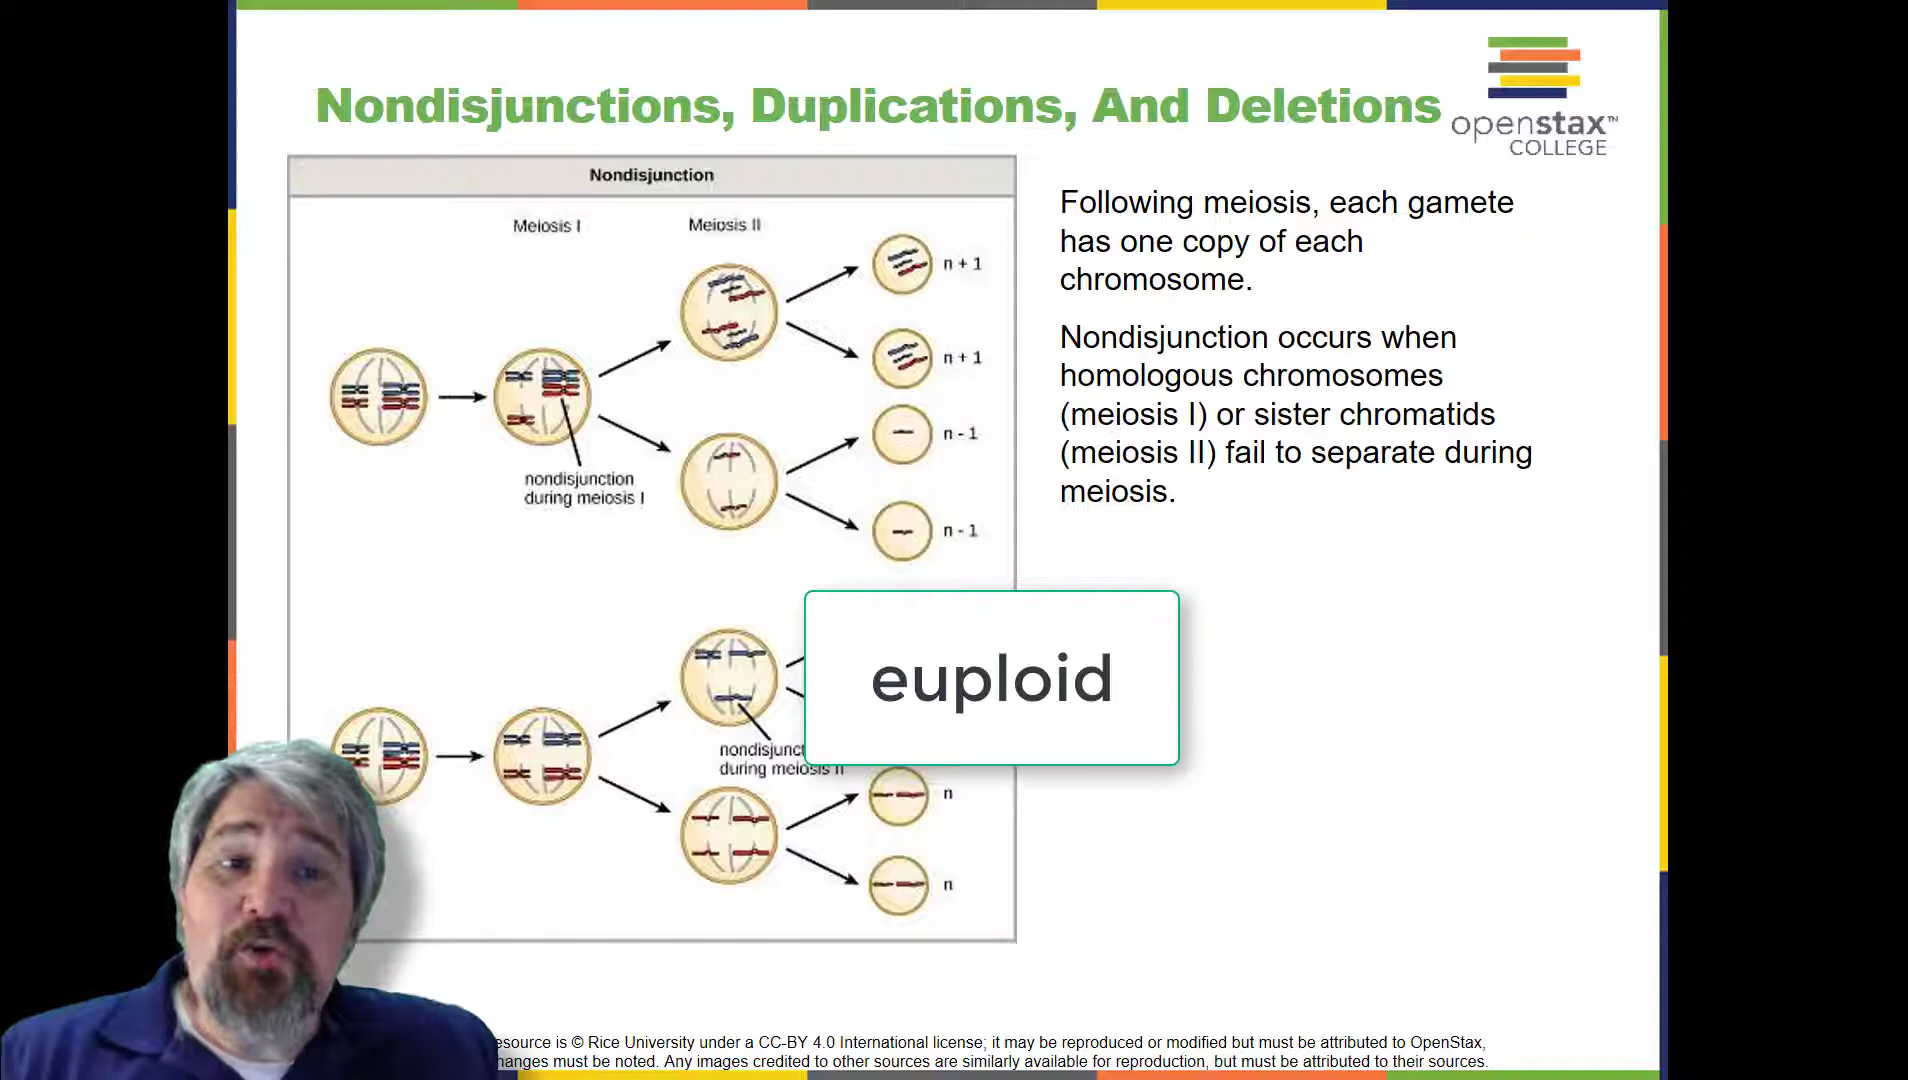 Nondisjunctions, Duplications, And Deletions
openstax™
COLLEGE
Nondisjunction
Meiosis I
Meiosis II
n + 1
n + 1
n - 1
n - 1
nondisjunction
during meiosis I
Following meiosis, each gamete
has one copy of each
chromosome.
Nondisjunction occurs when
homologous chromosomes
(meiosis I) or sister chromatids
(meiosis II) fail to separate during
meiosis.
euploid
during meiosis II
n
n
is © Rice University under a CC-BY 4.0 International license; it may be reproduced or modified but must be attributed to OpenStax,
must be noted. Any images credited to other sources are similarly available for reproduction, but must be attributed to their sources.